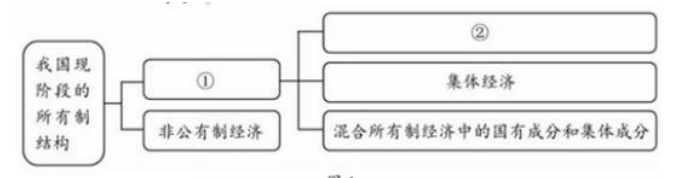 我国现
阶段的
所有制
结构
①
非公有制经济
②
集体经济
混合所有制经济中的国有成分和集体成分